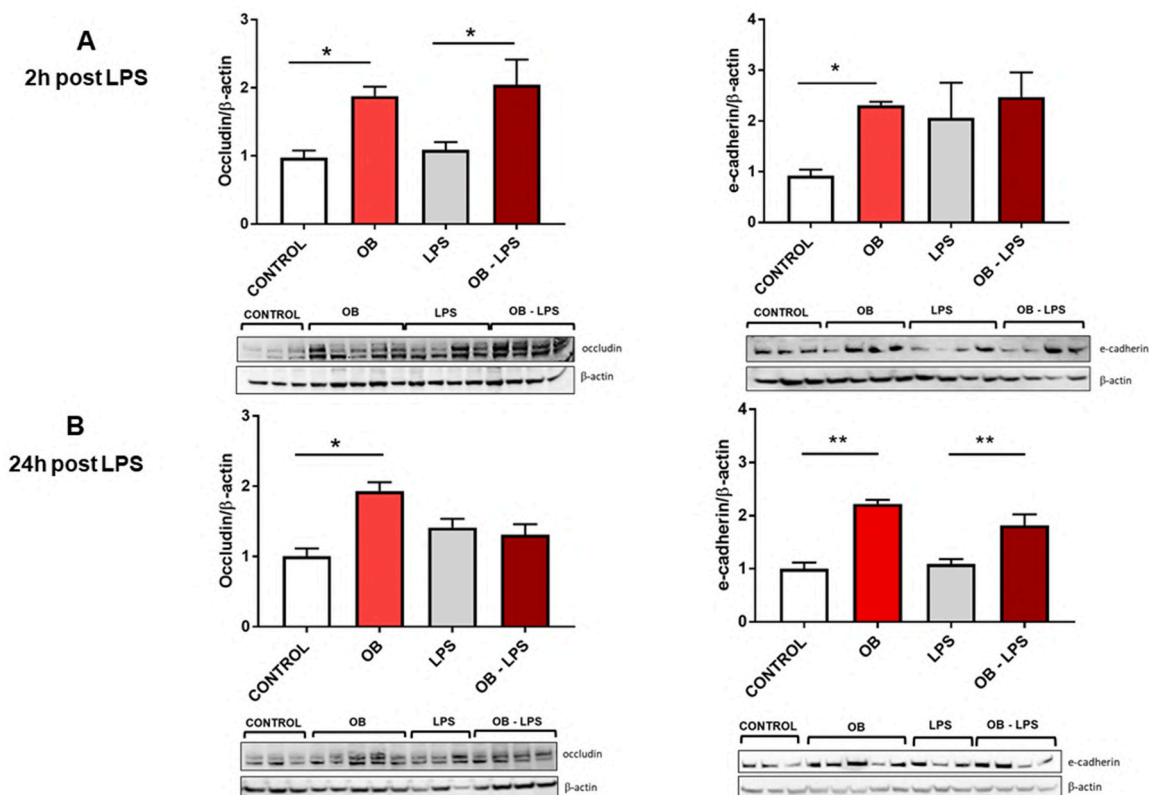 A
2h post LPS
Occludin/β-actin
3
2
1
0
*
*
CONTROL
OB
LPS
OB - LPS
CONTROL OB LPS OB - LPS
occludin
β-actin
e-cadherin/β-actin
4
3
2
1
0
*
CONTROL
OB
LPS
OB - LPS
CONTROL OB LPS OB - LPS
e-cadherin
β-actin
B
24h post LPS
Occludin/β-actin
3
2
1
0
*
CONTROL
OB
LPS
OB - LPS
CONTROL OB LPS OB - LPS
occludin
β-actin
e-cadherin/β-actin
4
3
2
1
0
**
**
CONTROL
OB
LPS
OB - LPS
CONTROL OB LPS OB - LPS
e-cadherin
β-actin